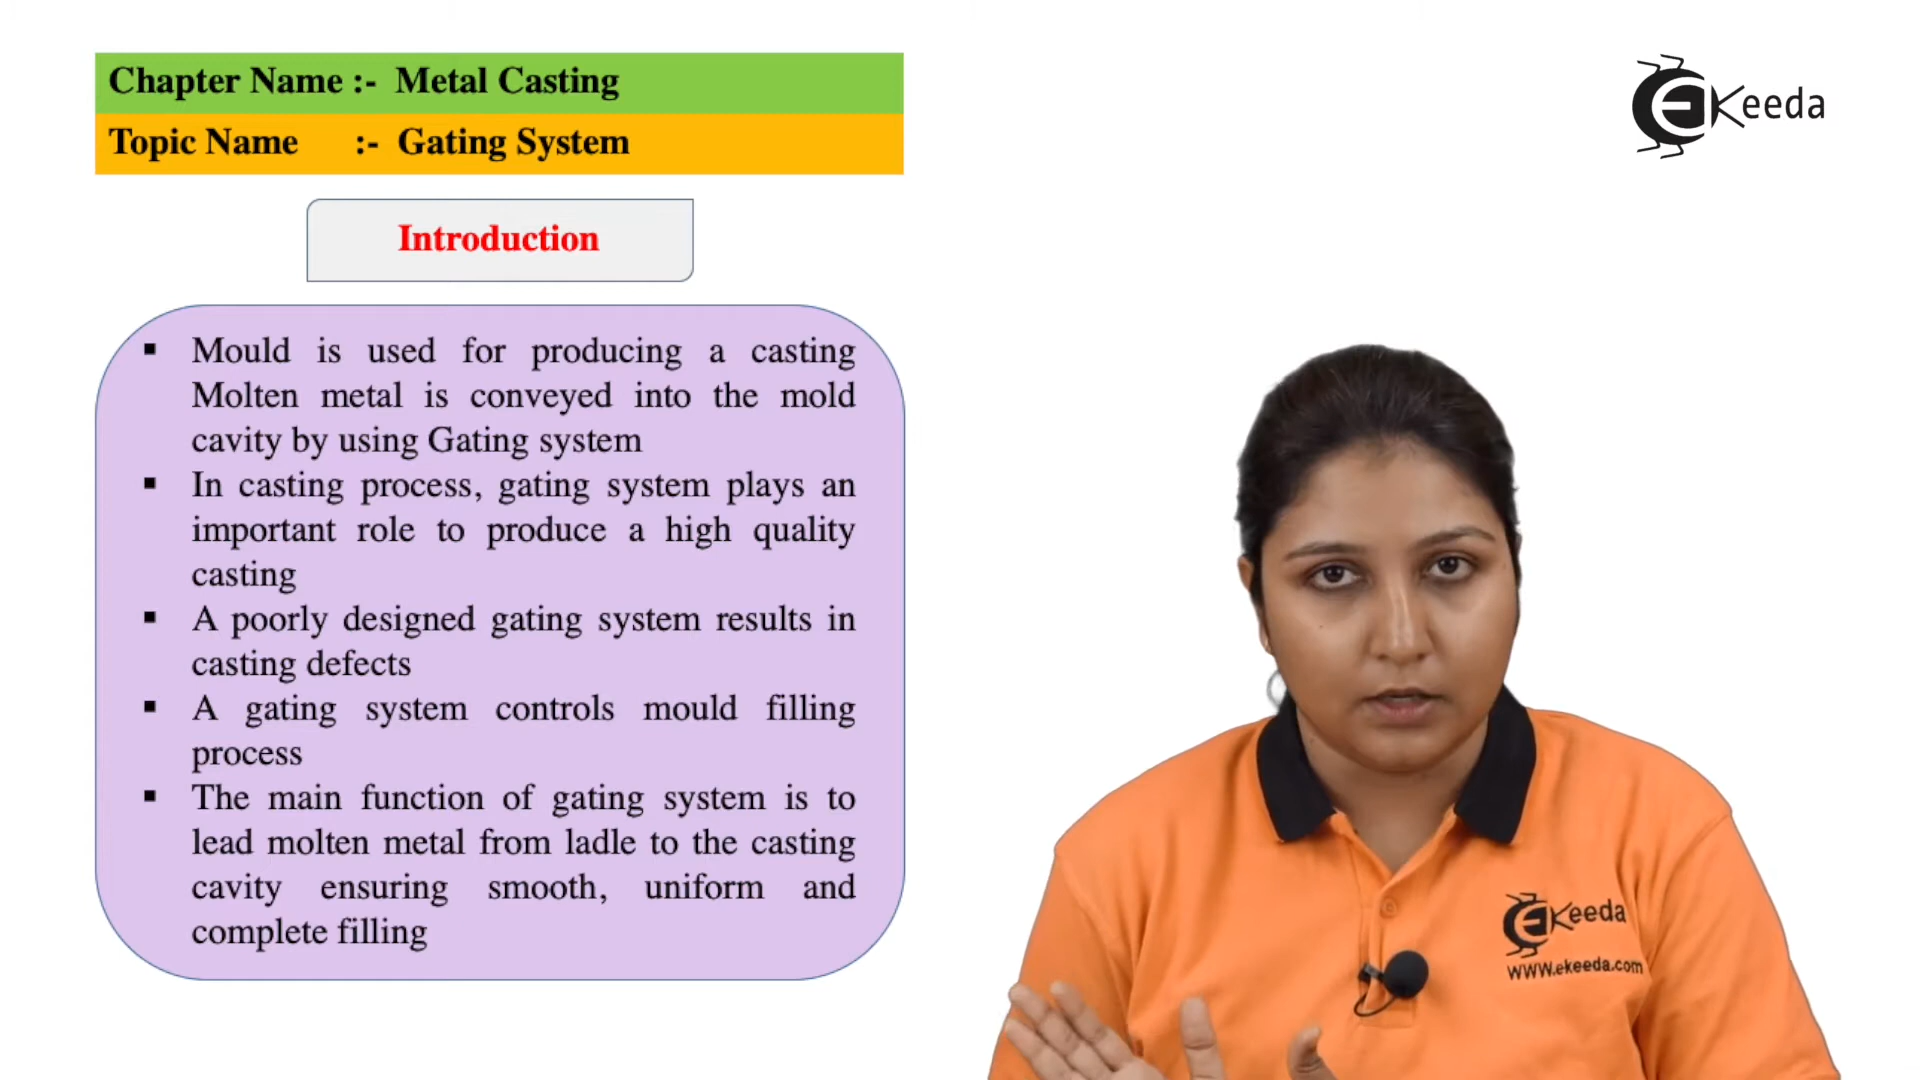 Chapter Name :- Metal Casting
Topic Name :- Gating System
EKeeda
Introduction
▪ Mould is used for producing a casting
Molten metal is conveyed into the mold
cavity by using Gating system
▪ In casting process, gating system plays an
important role to produce a high quality
casting
▪ A poorly designed gating system results in
casting defects
▪ A gating system controls mould filling
process
▪ The main function of gating system is to
lead molten metal from ladle to the casting
cavity ensuring smooth, uniform and
complete filling
EKeeda
www.ekeeda.com